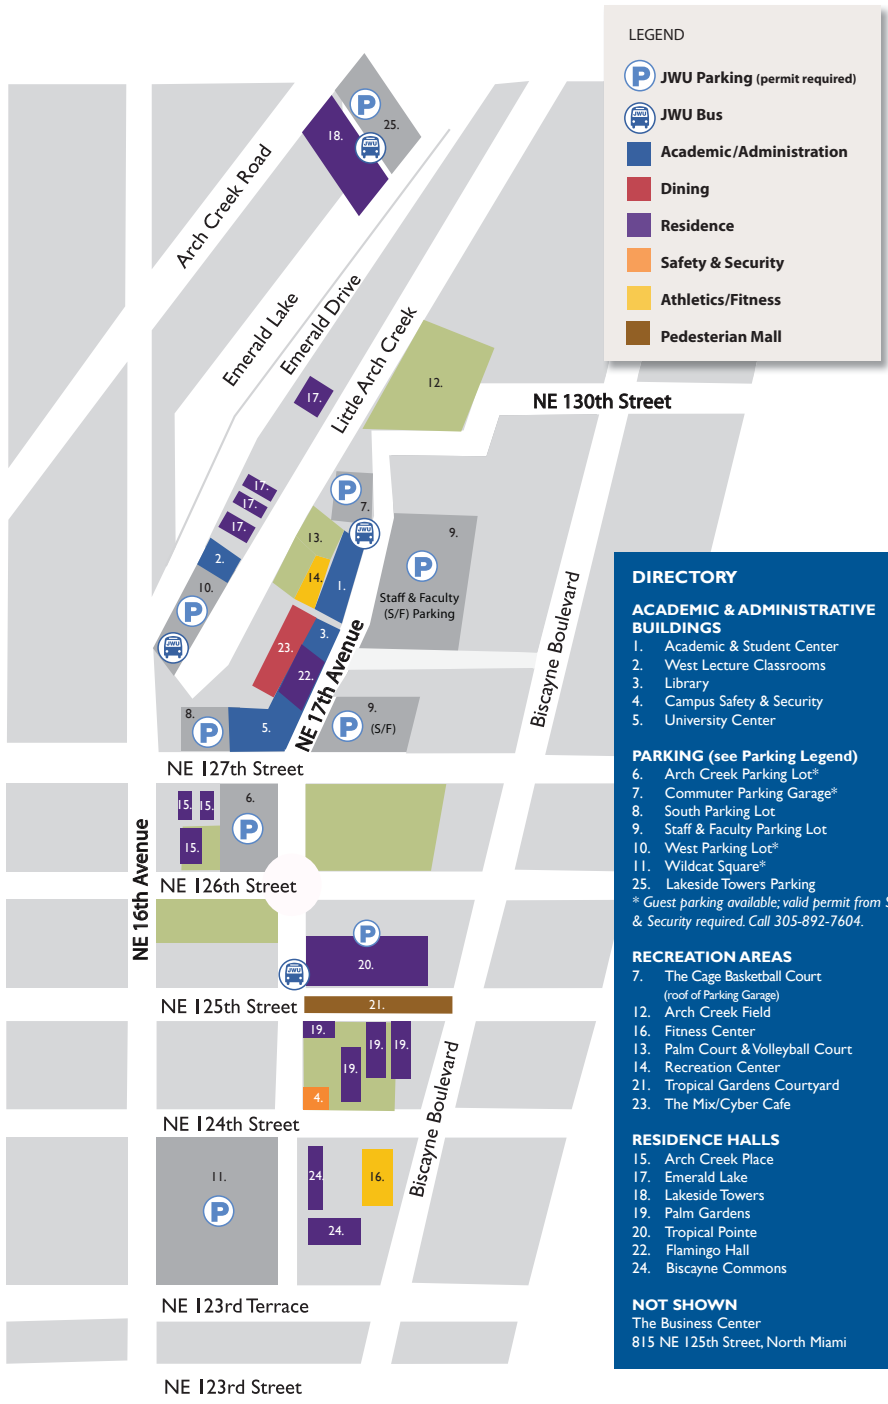 LEGEND
P JWU Parking (permit required)
JWU JWU Bus
Academic/Administration
Dining
Residence
Safety & Security
Athletics/Fitness
Pedesterian Mall
P
25.
18.
JWU
Arch Creek Road
Emerald Lake
Emerald Drive
Little Arch Creek
12.
17.
NE 130th Street
17.
17.
17.
P
7.
JWU
13.
14.
1.
9.
P
Staff & Faculty
(S/F) Parking
2.
10.
P
JWU
3.
23.
22.
NE 17th Avenue
Biscayne Boulevard
8.
P
5.
9.
P
(S/F)
NE 127th Street
15.
15.
15.
6.
P
NE 16th Avenue
NE 126th Street
P
20.
JWU
NE 125th Street
21.
19.
19.
19.
19.
4.
Biscayne Boulevard
NE 124th Street
11.
P
24.
16.
24.
NE 123rd Terrace
NE 123rd Street
DIRECTORY
ACADEMIC & ADMINISTRATIVE
BUILDINGS
1. Academic & Student Center
2. West Lecture Classrooms
3. Library
4. Campus Safety & Security
5. University Center
PARKING (see Parking Legend)
6. Arch Creek Parking Lot*
7. Commuter Parking Garage*
8. South Parking Lot
9. Staff & Faculty Parking Lot
10. West Parking Lot*
11. Wildcat Square*
25. Lakeside Towers Parking
* Guest parking available; valid permit from S
& Security required. Call 305-892-7604.
RECREATION AREAS
7. The Cage Basketball Court
(roof of Parking Garage)
12. Arch Creek Field
16. Fitness Center
13. Palm Court & Volleyball Court
14. Recreation Center
21. Tropical Gardens Courtyard
23. The Mix/Cyber Cafe
RESIDENCE HALLS
15. Arch Creek Place
17. Emerald Lake
18. Lakeside Towers
19. Palm Gardens
20. Tropical Pointe
22. Flamingo Hall
24. Biscayne Commons
NOT SHOWN
The Business Center
815 NE 125th Street, North Miami